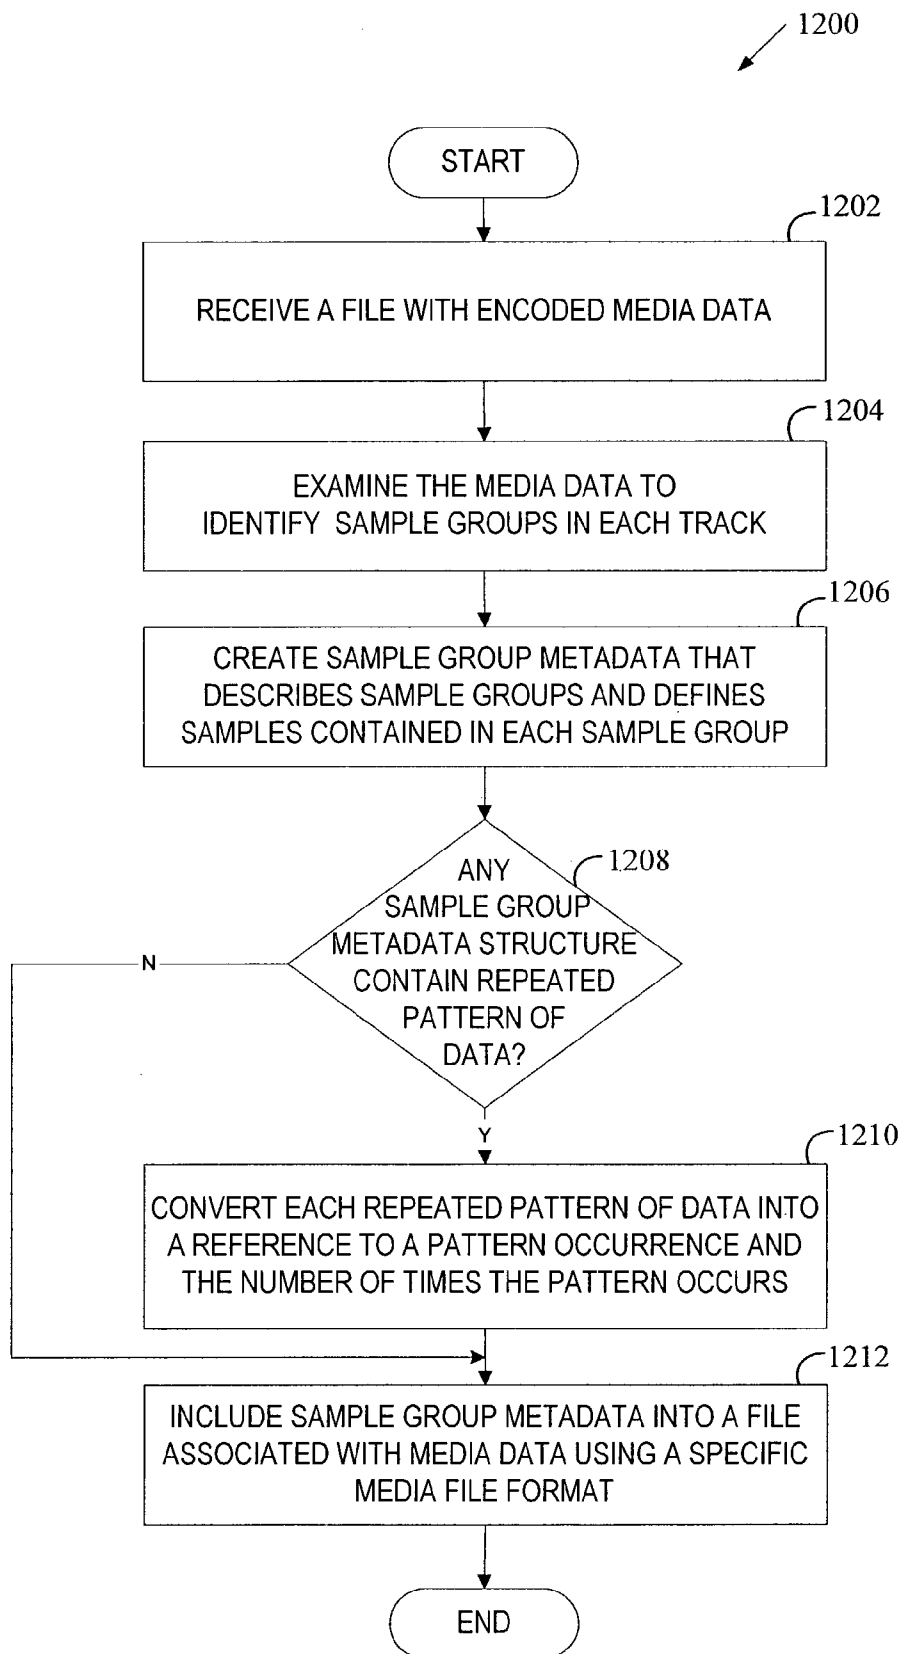 1200
START
1202
RECEIVE A FILE WITH ENCODED MEDIA DATA
1204
EXAMINE THE MEDIA DATA TO
IDENTIFY SAMPLE GROUPS IN EACH TRACK
1206
CREATE SAMPLE GROUP METADATA THAT
DESCRIBES SAMPLE GROUPS AND DEFINES
SAMPLES CONTAINED IN EACH SAMPLE GROUP
1208
ANY
SAMPLE GROUP
METADATA STRUCTURE
CONTAIN REPEATED
PATTERN OF
DATA?
N
Y
1210
CONVERT EACH REPEATED PATTERN OF DATA INTO
A REFERENCE TO A PATTERN OCCURRENCE AND
THE NUMBER OF TIMES THE PATTERN OCCURS
1212
INCLUDE SAMPLE GROUP METADATA INTO A FILE
ASSOCIATED WITH MEDIA DATA USING A SPECIFIC
MEDIA FILE FORMAT
END